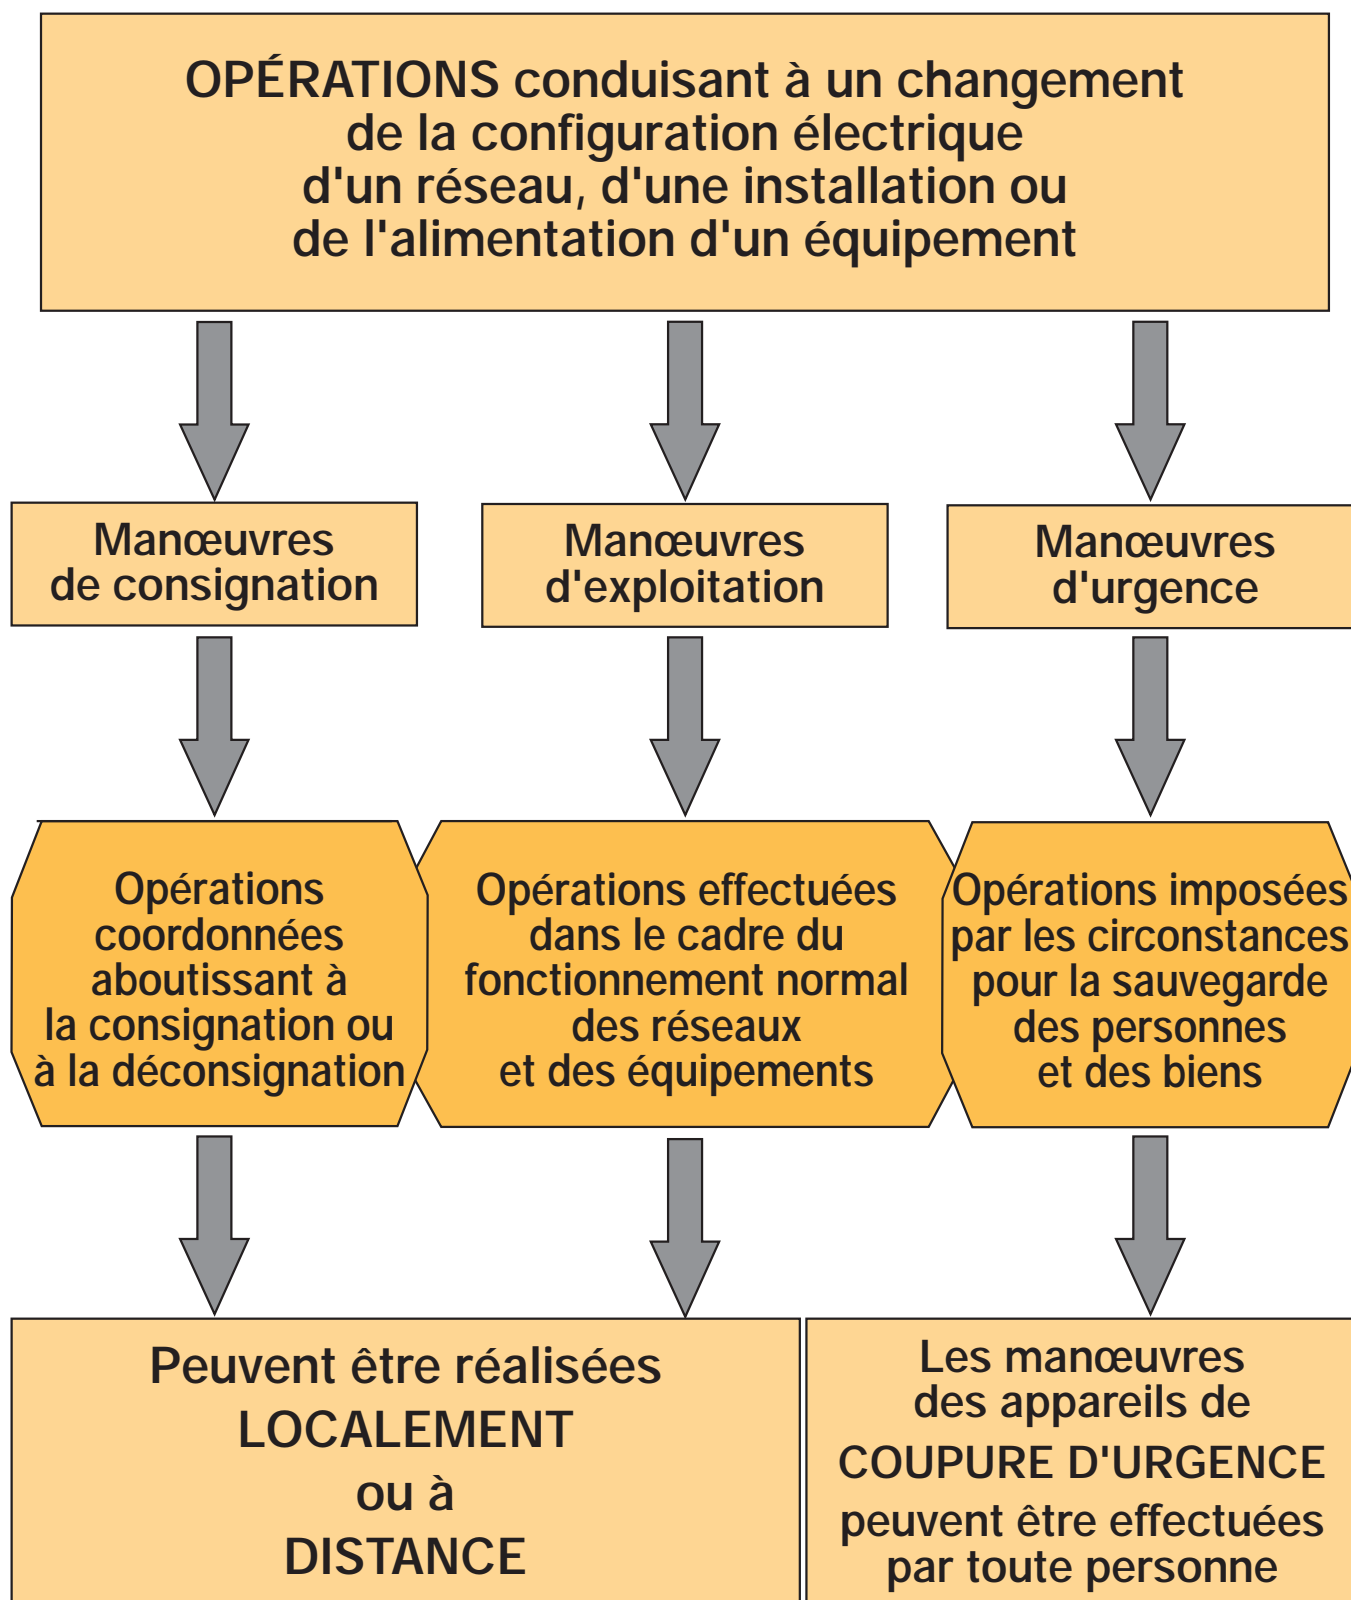 OPÉRATIONS conduisant à un changement
de la configuration électrique
d'un réseau, d'une installation ou
de l'alimentation d'un équipement
Manœuvres
de consignation
Manœuvres
d'exploitation
Manœuvres
d'urgence
Opérations
coordonnées
aboutissant à
la consignation ou
à la déconsignation
Opérations effectuées
dans le cadre du
fonctionnement normal
des réseaux
et des équipements
Opérations imposées
par les circonstances
pour la sauvegarde
des personnes
et des biens
Peuvent être réalisées
LOCALEMENT
ou à
DISTANCE
Les manœuvres
des appareils de
COUPURE D'URGENCE
peuvent être effectuées
par toute personne